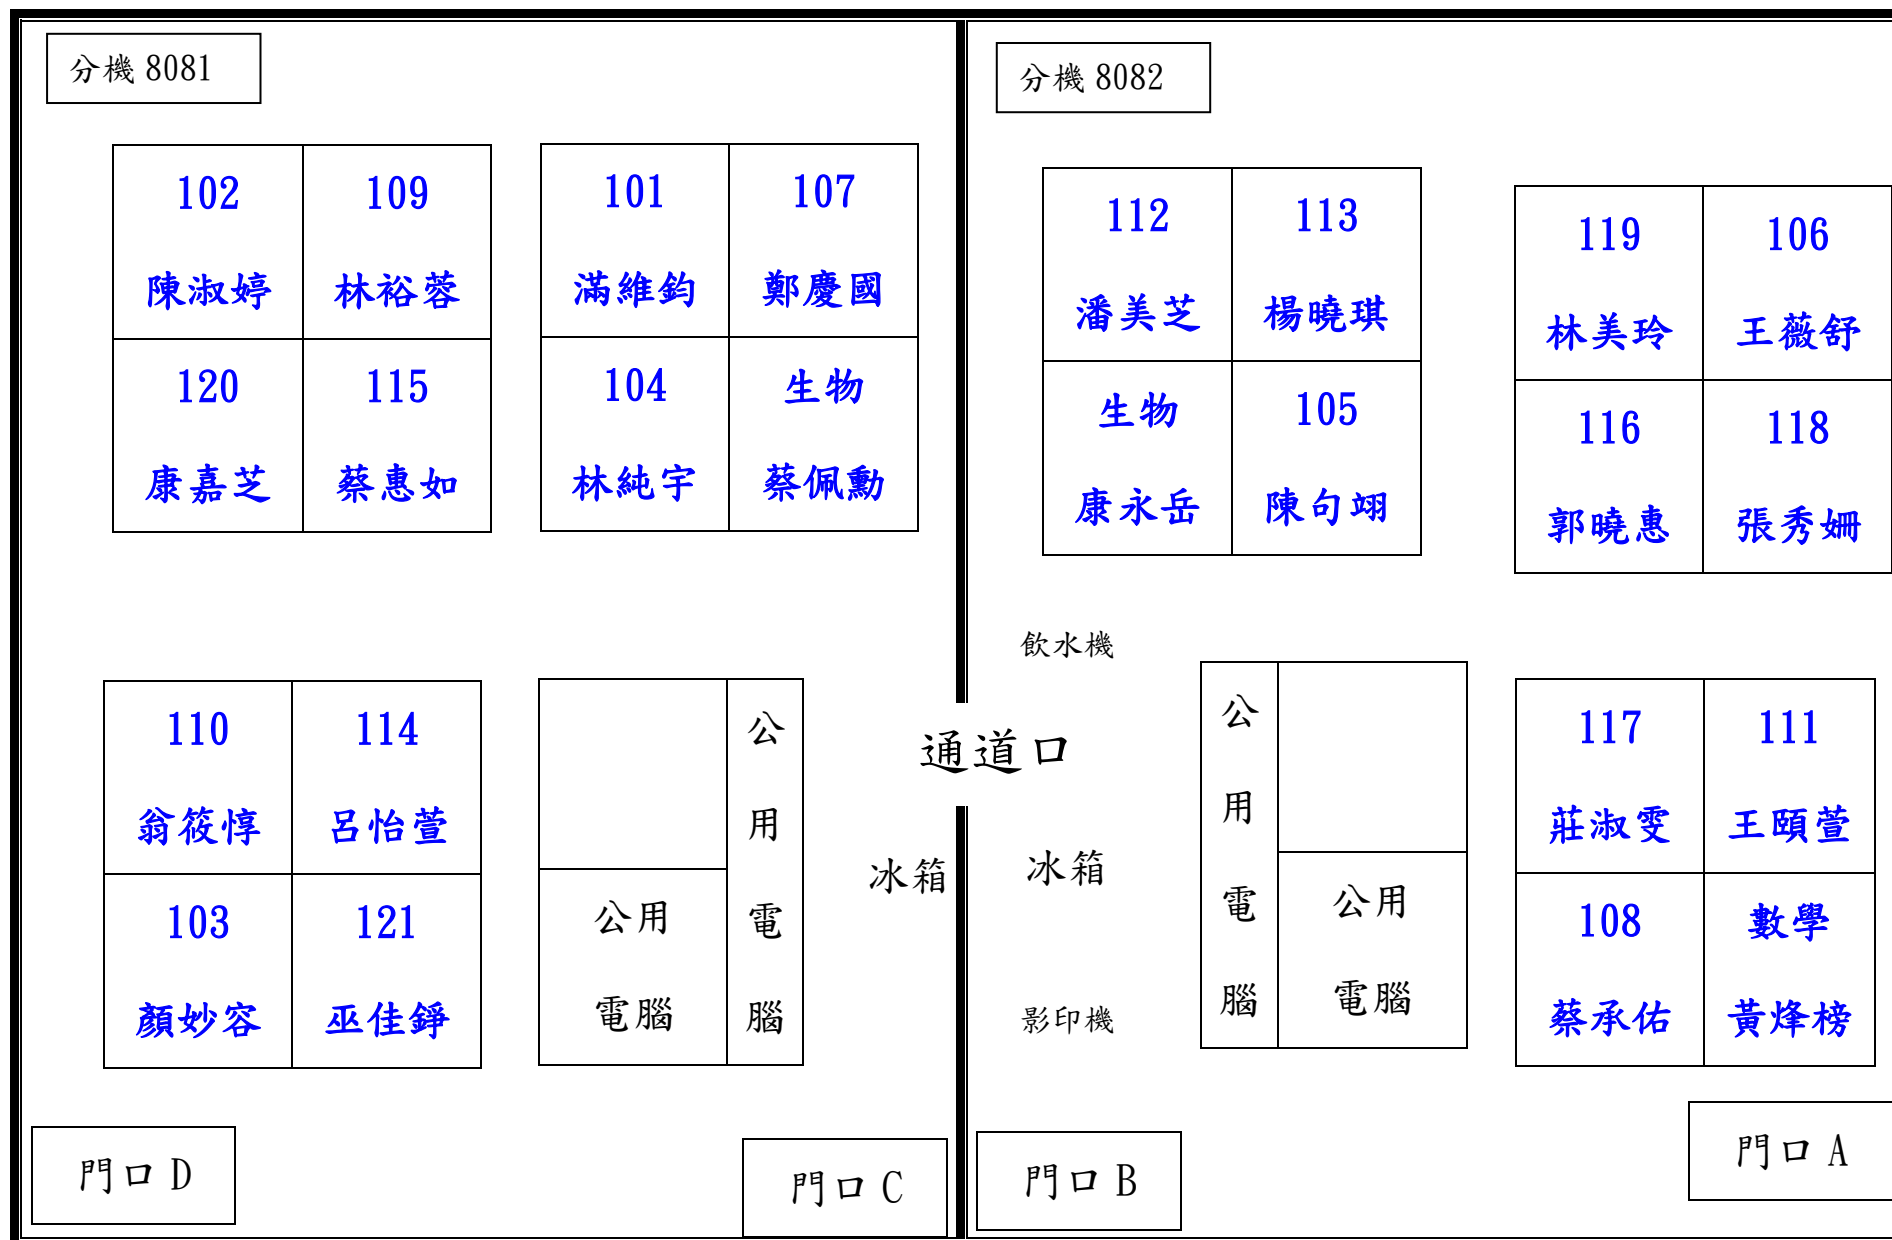 分機 8081
102 109
陳淑婷 林裕蓉
120 115
康嘉芝 蔡惠如
101 107
滿維鈞 鄭慶國
104 生物
林純宇 蔡佩勳
110 114
翁筱惇 呂怡萱
103 121
顏妙容 巫佳錚
公用電腦
公用
電腦
冰箱
門口 D
門口 C
通道口
分機 8082
112 113
潘美芝 楊曉琪
生物 105
康永岳 陳句翊
119 106
林美玲 王薇舒
116 118
郭曉惠 張秀姍
飲水機
冰箱
影印機
公用電腦
公用
電腦
117 111
莊淑雯 王頤萱
108 數學
蔡承佑 黃烽榜
門口 B
門口 A